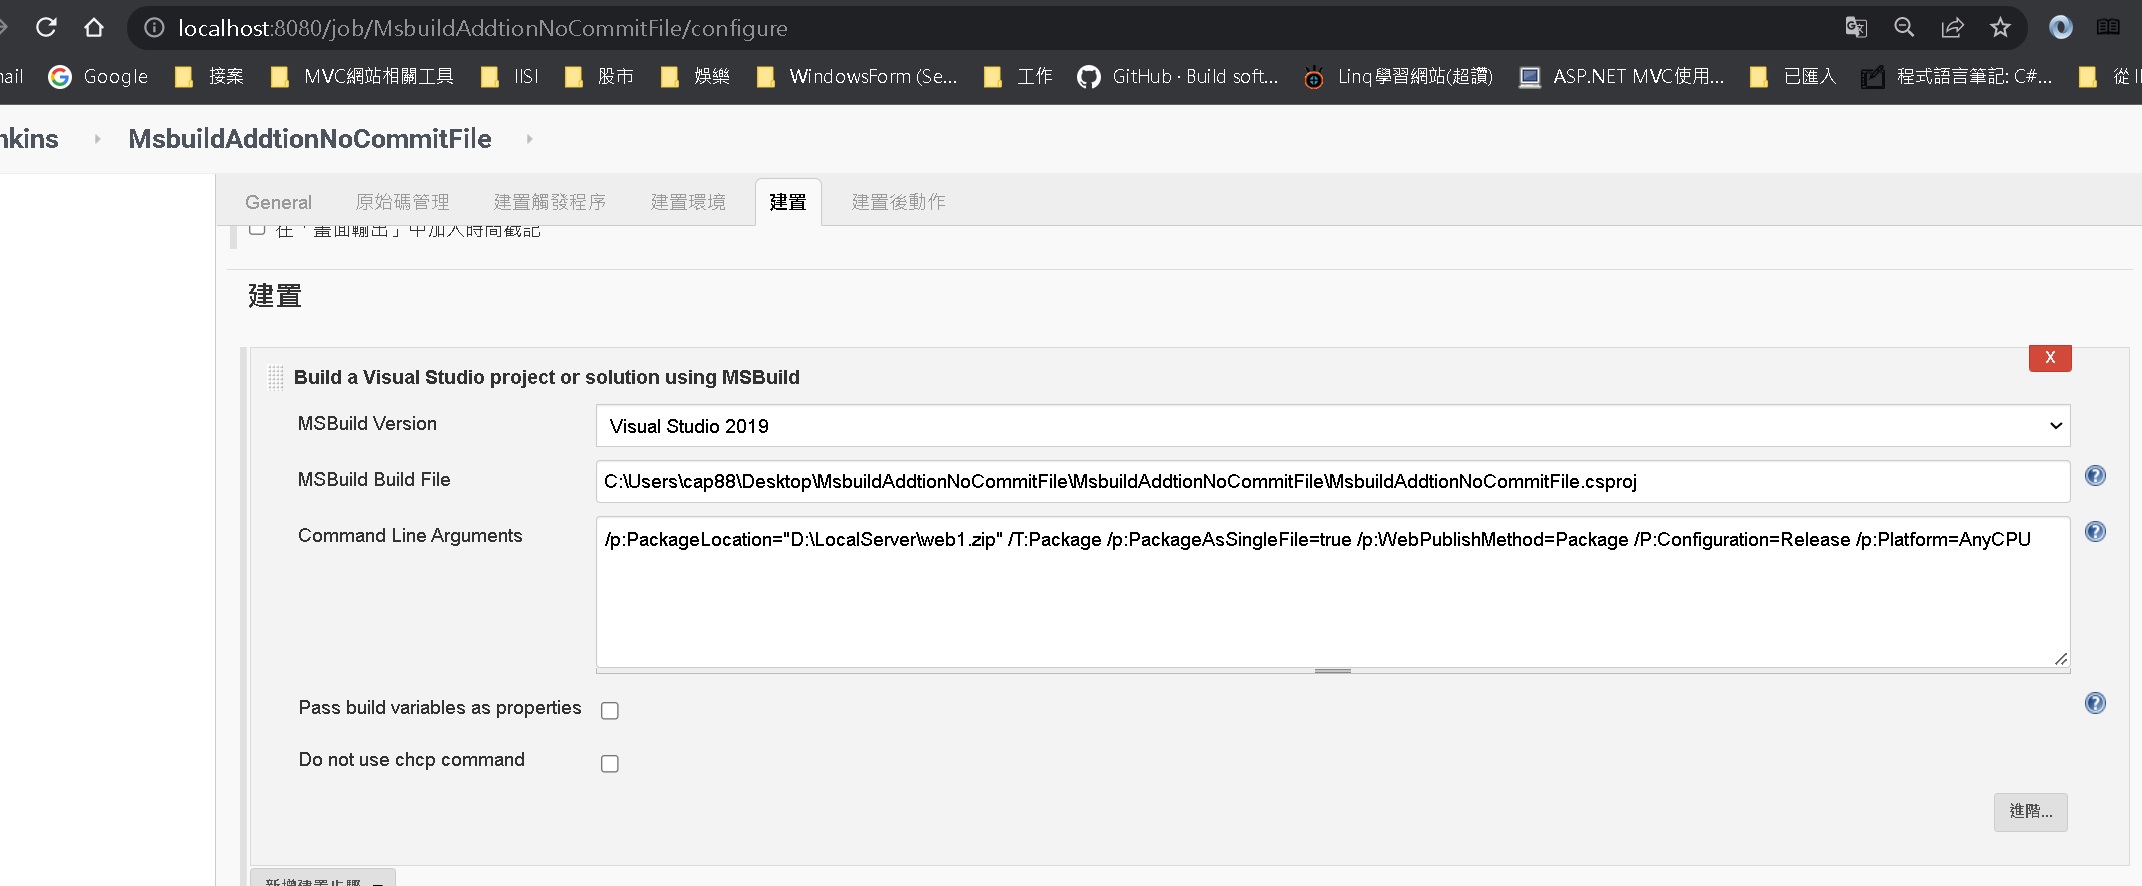 localhost:8080/job/MsbuildAddtionNoCommitFile/configure
ail Google 接案 MVC網站相關工具 IISI 股市 娛樂 WindowsForm (Se... 工作 GitHub · Build soft... Linq學習網站(超讚) ASP.NET MVC使用... 已匯入 程式語言筆記: C#... 從
nkins MsbuildAddtionNoCommitFile
General 原始碼管理 建置觸發程序 建置環境 建置 建置後動作
在「畫面輸出」中加入時間戳記
建置
X
Build a Visual Studio project or solution using MSBuild
MSBuild Version Visual Studio 2019
MSBuild Build File C:\Users\cap88\Desktop\MsbuildAddtionNoCommitFile\MsbuildAddtionNoCommitFile\MsbuildAddtionNoCommitFile.csproj
Command Line Arguments /p:PackageLocation="D:\LocalServer\web1.zip" /T:Package /p:PackageAsSingleFile=true /p:WebPublishMethod=Package /P:Configuration=Release /p:Platform=AnyCPU
Pass build variables as properties
Do not use chcp command
進階...
新增建置步驟